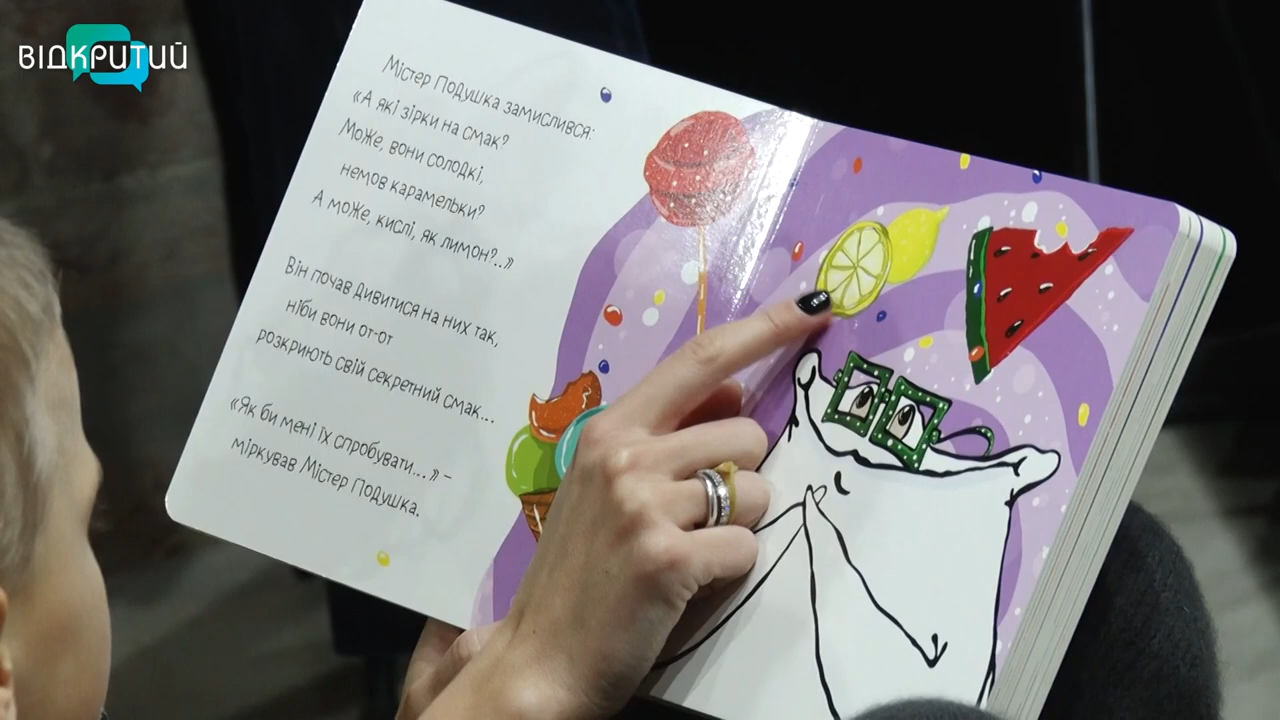 ВІДКРИТИЙ
Містер Подушка замислився:
«А які зірки на смак?
Може, вони солодкі,
немов карамельки?
А може, кислі, як лимон?..»
Він почав дивитися на них так,
ніби вони от-от
розкриють свій секретний смак...
«Як би мені їх спробувати...» –
міркував Містер Подушка.